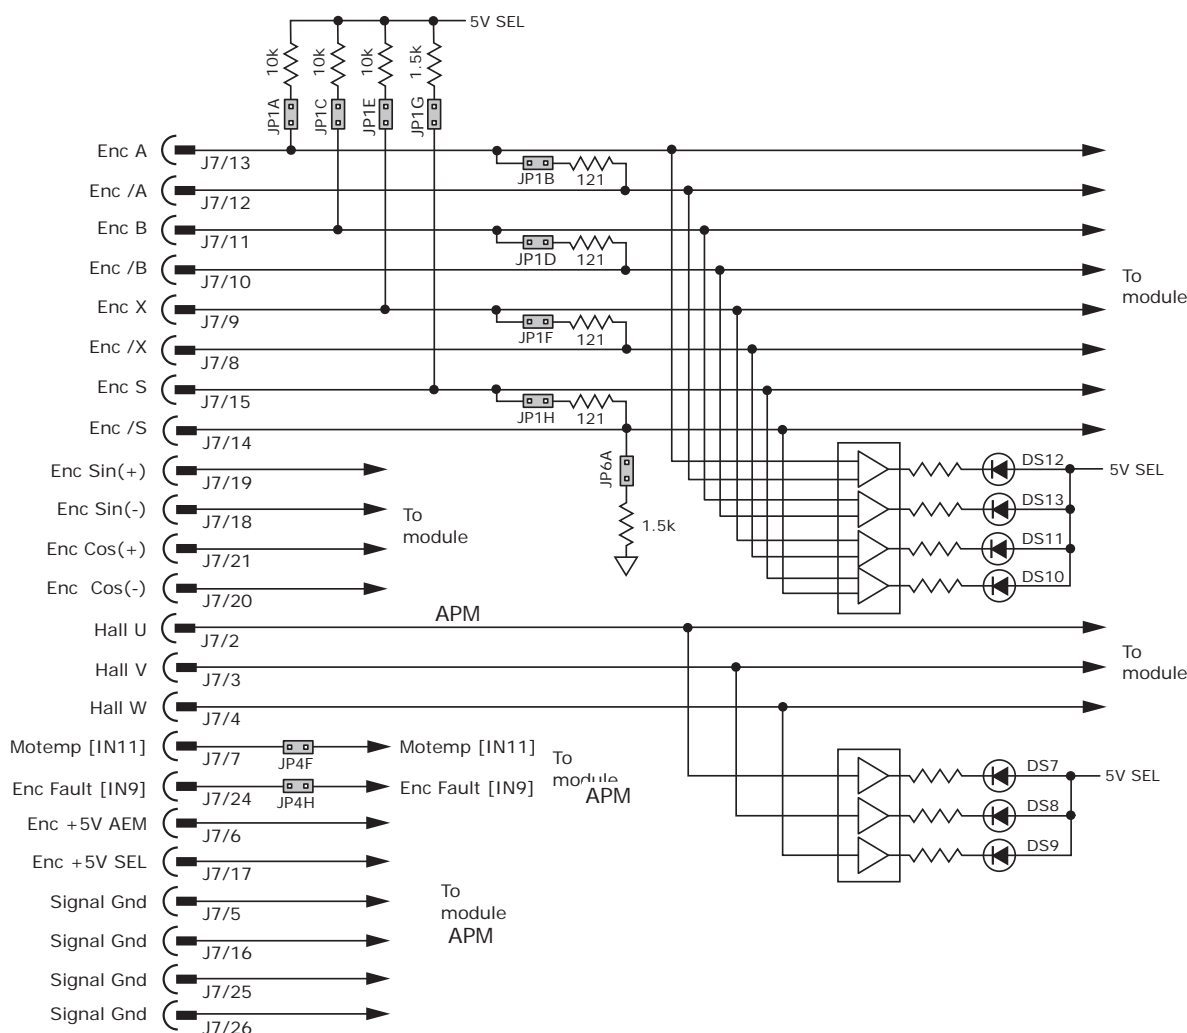 5V SEL
10k
10k
10k
1.5k
JP1A
JP1C
JP1E
JP1G
Enc A
J7/13
JP1B
121
Enc /A
J7/12
Enc B
J7/11
JP1D
121
Enc /B
J7/10
To
module
Enc X
J7/9
JP1F
121
Enc /X
J7/8
Enc S
J7/15
JP1H
121
Enc /S
J7/14
JP6A
1.5k
Enc Sin(+)
J7/19
Enc Sin(-)
J7/18
To
module
Enc Cos(+)
J7/21
Enc Cos(-)
J7/20
DS12
5V SEL
DS13
DS11
DS10
APM
Hall U
J7/2
Hall V
J7/3
To
module
Hall W
J7/4
Motemp [IN11]
J7/7
JP4F
Motemp [IN11]
Enc Fault [IN9]
J7/24
JP4H
Enc Fault [IN9]
To
module
APM
DS7
5V SEL
DS8
DS9
Enc +5V AEM
J7/6
Enc +5V SEL
J7/17
Signal Gnd
J7/5
To
module
APM
Signal Gnd
J7/16
Signal Gnd
J7/25
Signal Gnd
J7/26